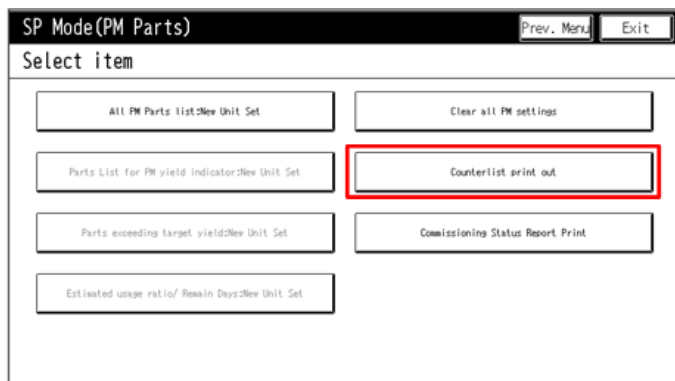 SP Mode(PM Parts)
Prev. Menu
Exit
Select item
All PM Parts list:New Unit Set
Clear all PM settings
Parts List for PM yield indicator:New Unit Set
Counterlist print out
Parts exceeding target yield:New Unit Set
Commissioning Status Report Print
Estimated usage ratio/ Remain Days:New Unit Set